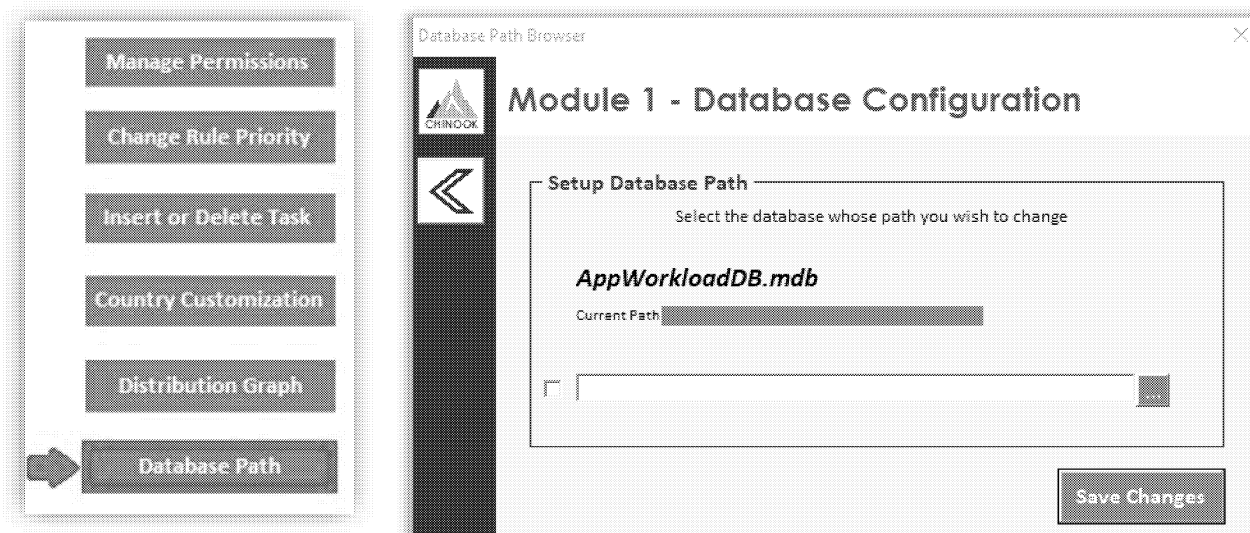 Manage Permissions
Change Rule Priority
Insert or Delete Task
Country Customization
Distribution Graph
Database Path
Database Path Browser
CHINOOK
Module 1 - Database Configuration
Setup Database Path
Select the database whose path you wish to change
AppWorkloadDB.mdb
Current Path
...
Save Changes